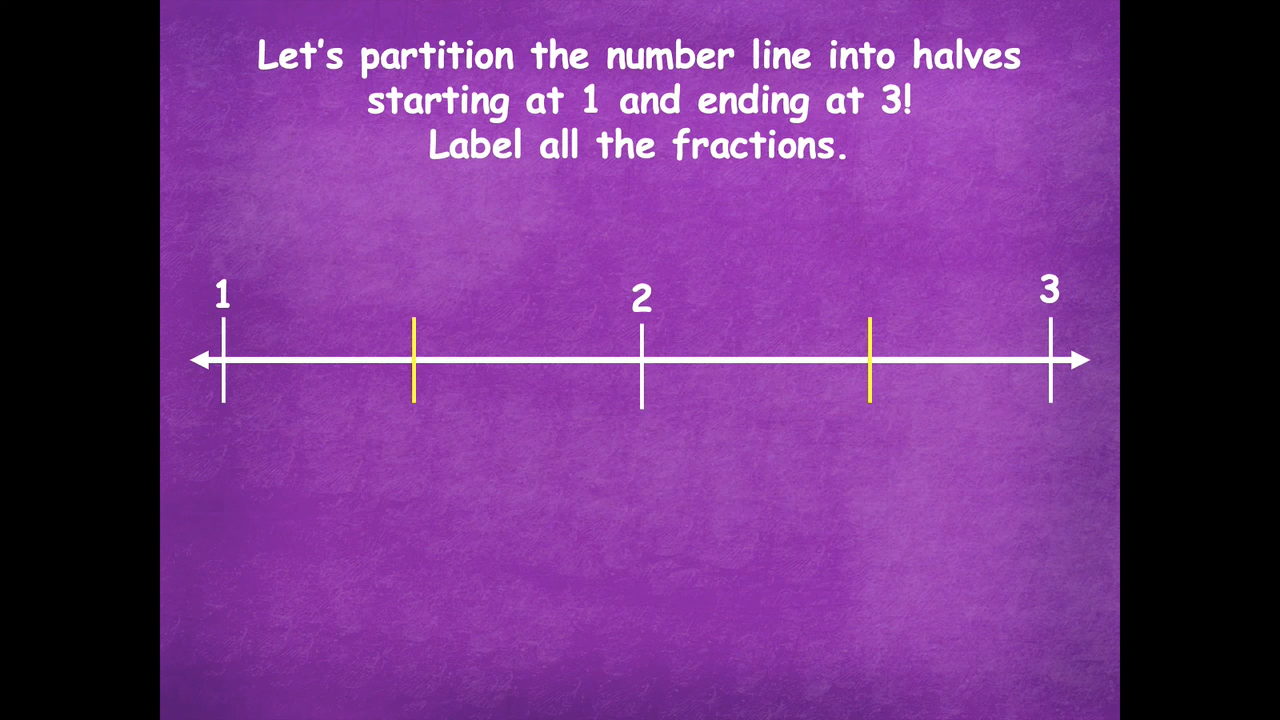 Let's partition the number line into halves
starting at 1 and ending at 3!
Label all the fractions.
1 2 3